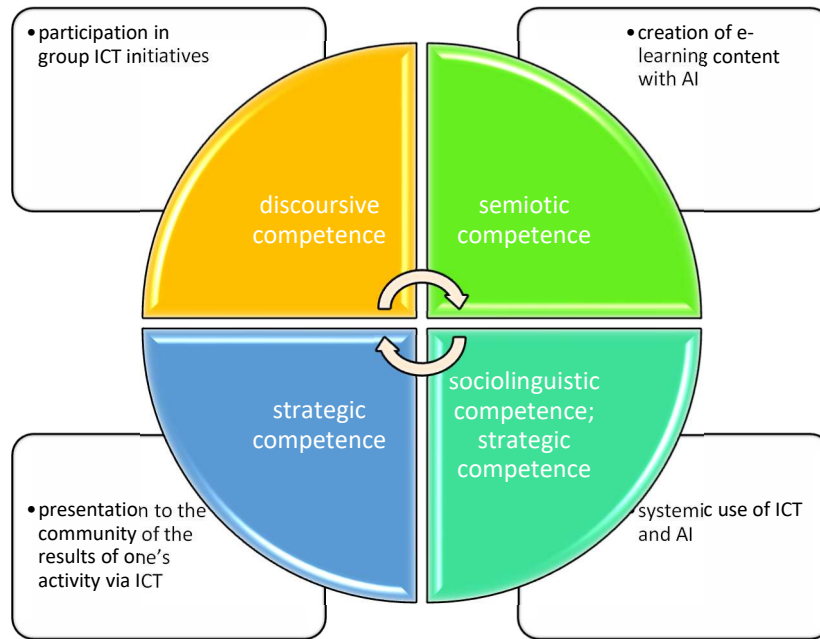 •participation in
group ICT initiatives
•creation of e-
learning content
with AI
discoursive
competence
semiotic
competence
strategic
competence
sociolinguistic
competence;
strategic
competence
•presentation to the
community of the
results of one’s
activity via ICT
•systemic use of ICT
and AI